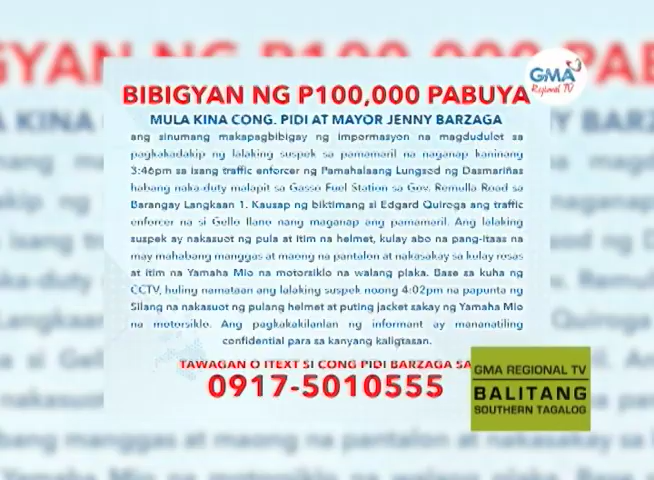 GMA
Regional TV
BIBIGYAN NG P100,000 PABUYA
MULA KINA CONG. PIDI AT MAYOR JENNY BARZAGA
ang sinumang makapagbibigay ng impormasyon na magdudulot sa
pagkakadakip ng lalaking suspek sa pamamaril na naganap kaninang
3:46pm sa isang traffic enforcer ng Pamahalaang Lungsod ng Dasmariñas
habang naka-duty malapit sa Gasso Fuel Station sa Gov. Remulla Road sa
Barangay Langkaan 1. Kausap ng biktimang si Edgard Quiroga ang traffic
enforcer na si Gello Ilano nang maganap ang pamamaril. Ang lalaking
suspek ay nakasuot ng pula at itim na helmet, kulay abo na pang-itaas na
may mahabang manggas at maong na pantalon at nakasakay sa kulay rosas
at itim na Yamaha Mio na motorsiklo na walang plaka. Base sa kuha ng
CCTV, huling namataan ang lalaking suspek noong 4:02pm na papunta ng
Silang na nakasuot ng pulang helmet at puting jacket sakay ng Yamaha Mio
na motorsiklo. Ang pagkakakilanlan ng informant ay mananatiling
confidential para sa kanyang kaligtasan.
TAWAGAN O ITEXT SI CONG PIDI BARZAGA SA
0917-5010555
GMA REGIONAL TV
BALITANG
SOUTHERN TAGALOG